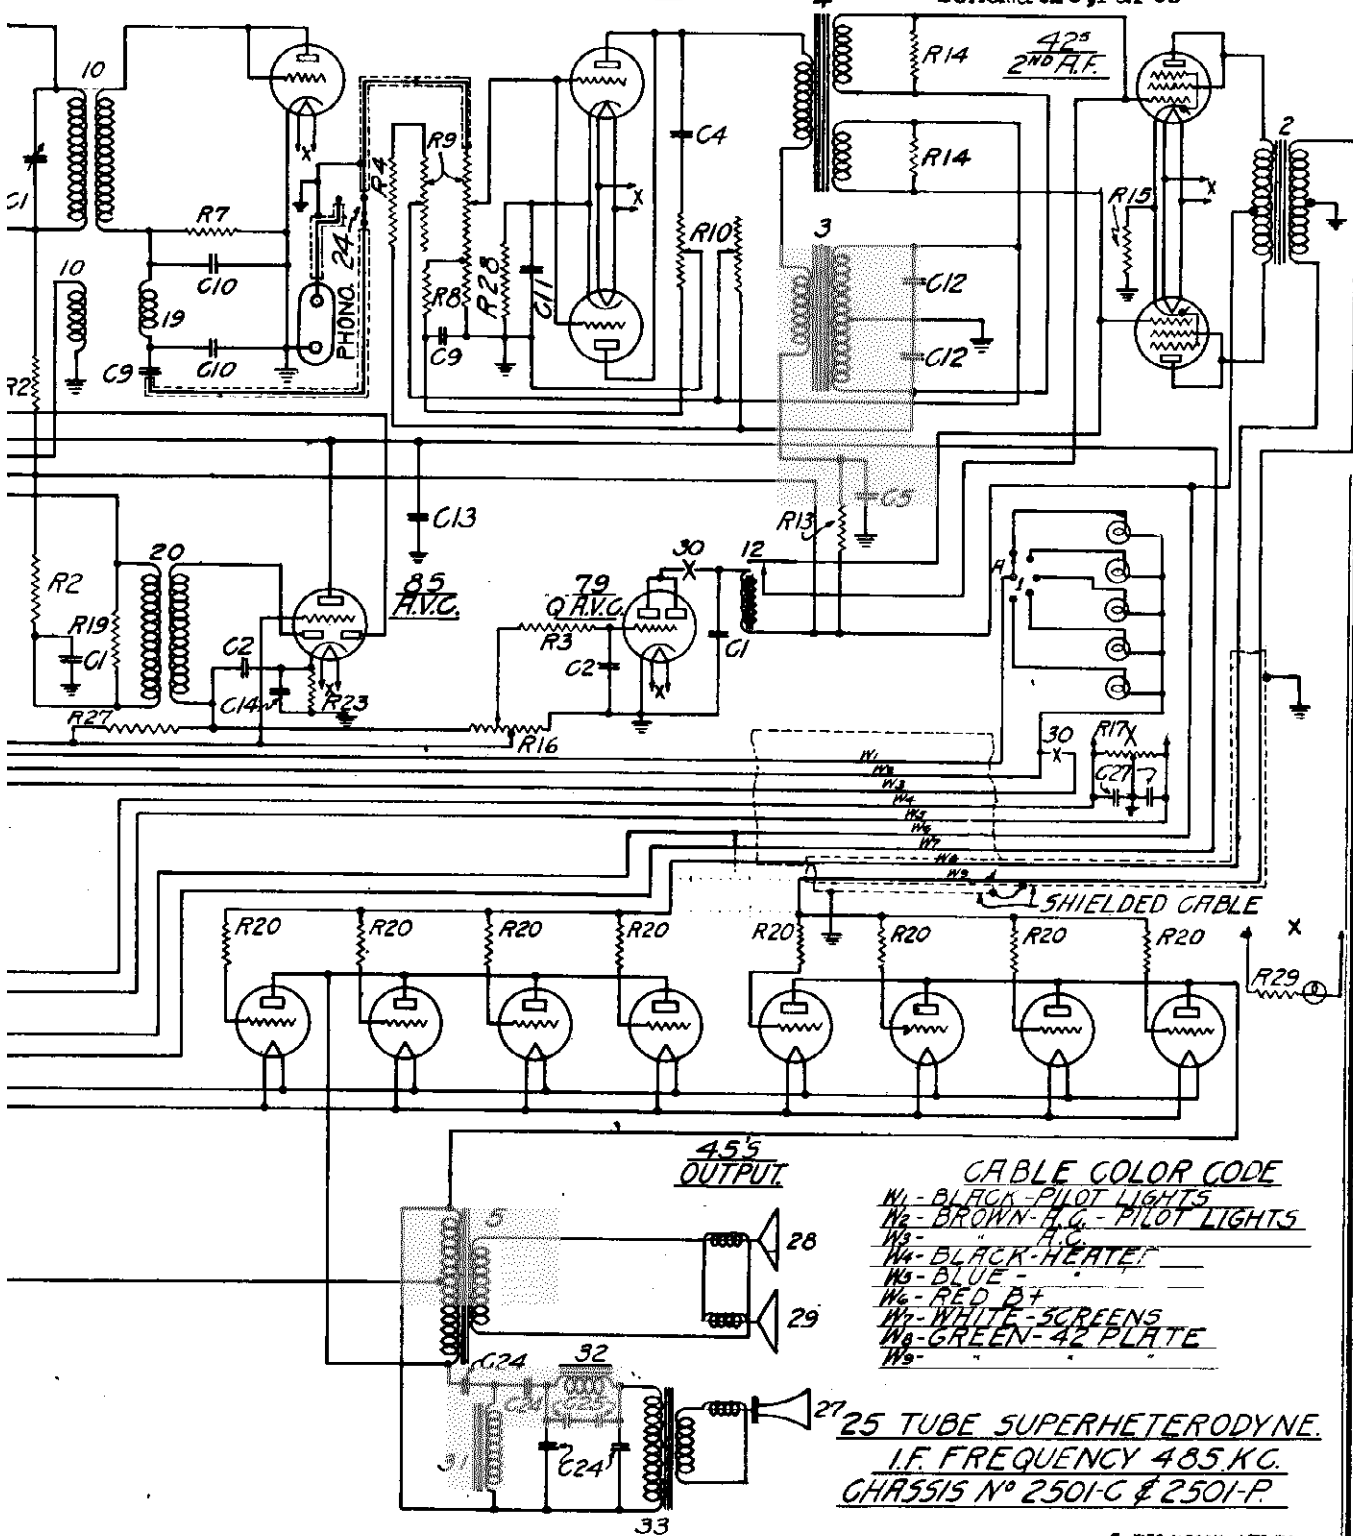 4
42s
2ND A.F.
10
R14
2
R9
C4
R4
R14
C1
X
X
X
R15
R7
24
3
R10
10
C10
R28
C11
R8
C12
19
PHONO.
C9
C10
C9
C12
R2
C5
C13
R13
30
12
20
85
A.V.C.
79
Q A.V.C.
X
A
R2
R19
R3
C1
C2
C2
C1
X
X
C14
R23
R27
R16
30
R17
X
W1
X
W2
C27
W3
W4
W5
W6
W7
W8
W9
SHIELDED CABLE
R20
R20
R20
R20
R20
R20
R20
R20
X
R29
45'S
OUTPUT.
CABLE COLOR CODE
W1 - BLACK - PILOT LIGHTS
W2 - BROWN - A.C. - PILOT LIGHTS
W3 - " A.C.
W4 - BLACK - HEATER
W5 - BLUE - "
W6 - RED B+
W7 - WHITE - SCREENS
W8 - GREEN - 42 PLATE
W9 - " " "
5
28
29
C24
32
C24
C25
27
31
C24
33
25 TUBE SUPERHETERODYNE.
I.F. FREQUENCY 485 KC.
CHASSIS No 2501-C & 2501-P.